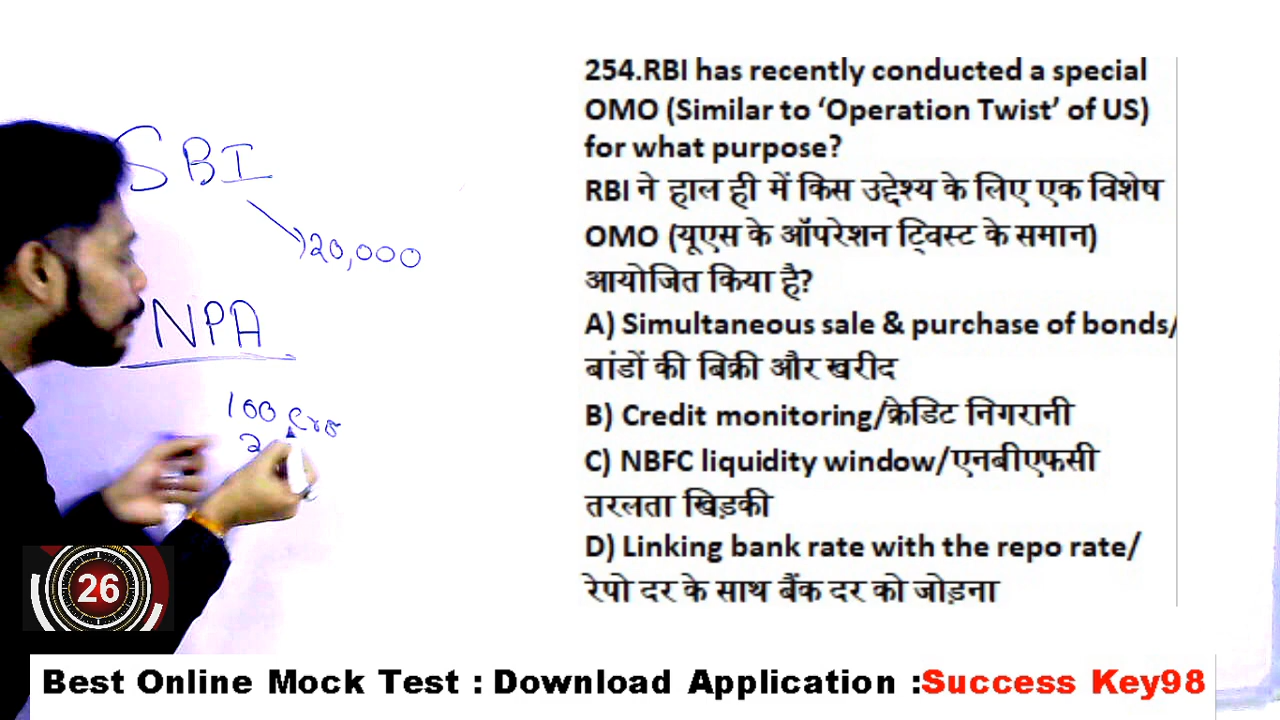 SBI
20,000
NPA
100 Cro
2
26
254.RBI has recently conducted a special
OMO (Similar to ‘Operation Twist’ of US)
for what purpose?
RBI ने हाल ही में किस उद्देश्य के लिए एक विशेष
OMO (यूएस के ऑपरेशन ट्विस्ट के समान)
आयोजित किया है?
A) Simultaneous sale & purchase of bonds/
बांडों की बिक्री और खरीद
B) Credit monitoring/क्रेडिट निगरानी
C) NBFC liquidity window/एनबीएफसी
तरलता खिड़की
D) Linking bank rate with the repo rate/
रेपो दर के साथ बैंक दर को जोड़ना
Best Online Mock Test : Download Application :Success Key98